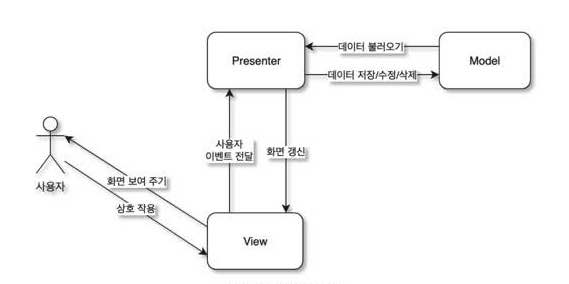 데이터 불러오기
Presenter
Model
데이터 저장/수정/삭제
사용자
이벤트 전달
화면 갱신
사용자
화면 보여 주기
상호 작용
View